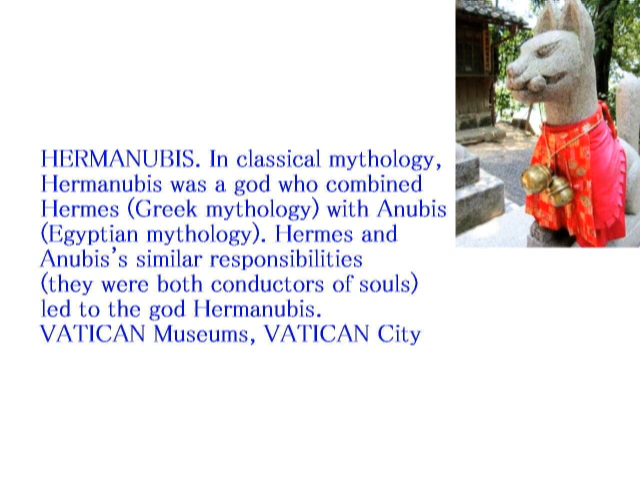 HERMANUBIS. In classical mythology,
Hermanubis was a god who combined
Hermes (Greek mythology) with Anubis
(Egyptian mythology). Hermes and
Anubis's similar responsibilities
(they were both conductors of souls)
led to the god Hermanubis.
VATICAN Museums, VATICAN City